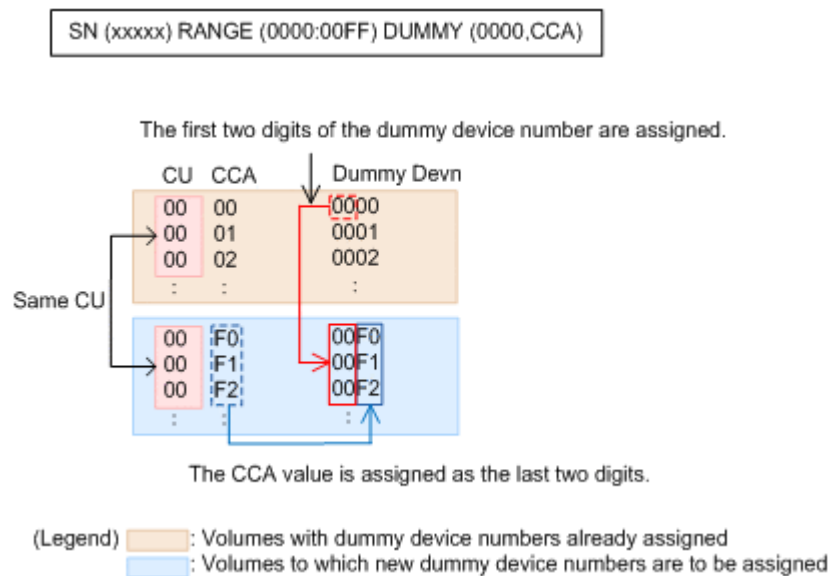 SN (xxxxx) RANGE (0000:00FF) DUMMY (0000,CCA)
The first two digits of the dummy device number are assigned.
CU CCA Dummy Devn
00 00 0000
00 01 0001
00 02 0002
: : :
Same CU
00 F0 00F0
00 F1 00F1
00 F2 00F2
: : :
The CCA value is assigned as the last two digits.
(Legend) : Volumes with dummy device numbers already assigned
: Volumes to which new dummy device numbers are to be assigned